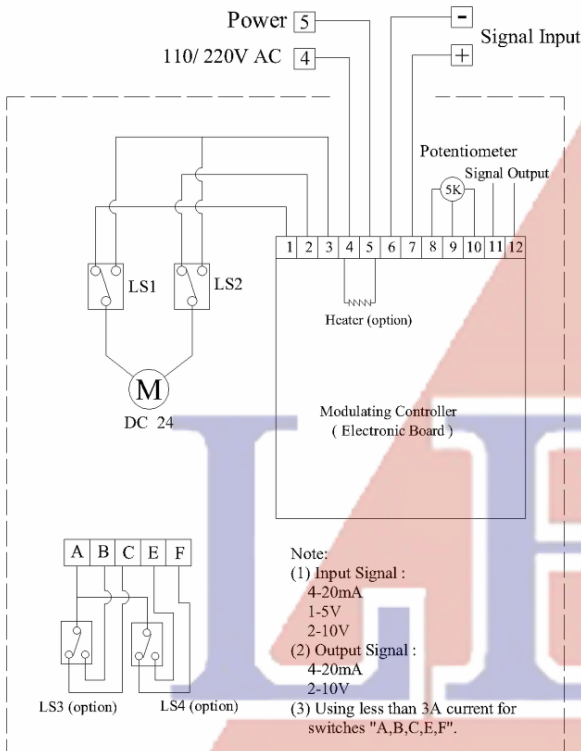 Power 5
110/ 220V AC 4
- Signal Input
+
Potentiometer
Signal Output
5K
1 2 3 4 5 6 7 8 9 10 11 12
LS1
LS2
Heater (option)
M
DC 24
Modulating Controller
( Electronic Board )
A B C E F
LS3 (option)
LS4 (option)
Note:
(1) Input Signal :
4-20mA
1-5V
2-10V
(2) Output Signal :
4-20mA
2-10V
(3) Using less than 3A current for
switches "A,B,C,E,F".
LE